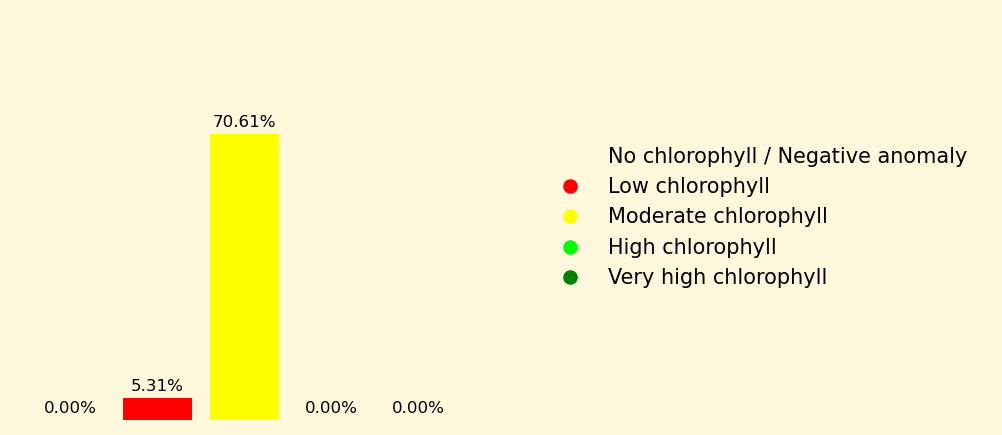 70.61%
5.31%
0.00%
0.00%
0.00%
No chlorophyll / Negative anomaly
Low chlorophyll
Moderate chlorophyll
High chlorophyll
Very high chlorophyll